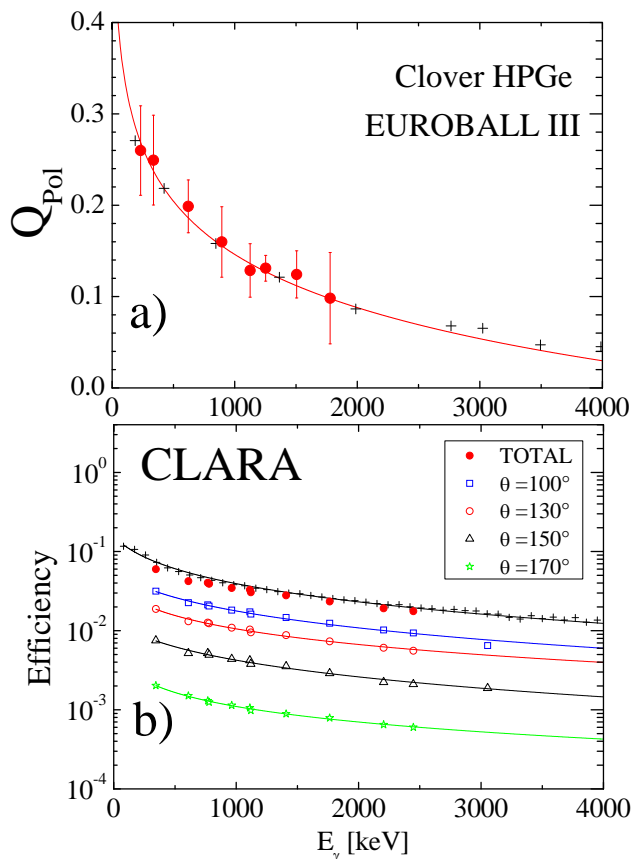 0.4
Clover HPGe
EUROBALL III
0.3
Q_Pol
0.2
0.1
a)
0.0
0 1000 2000 3000 4000
CLARA
TOTAL
θ =100°
θ =130°
θ =150°
θ =170°
10^0
10^-1
10^-2
10^-3
10^-4
Efficiency
b)
0 1000 2000 3000 4000
E_γ [keV]